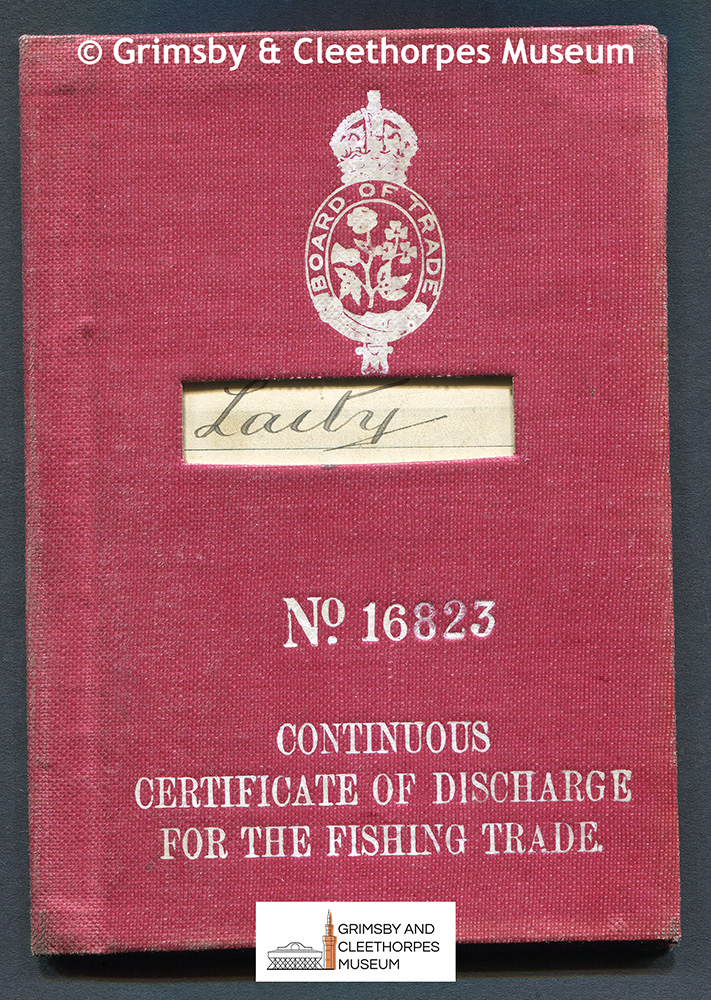 © Grimsby & Cleethorpes Museum
BOARD OF TRADE
Laity
No. 16823
CONTINUOUS
CERTIFICATE OF DISCHARGE
FOR THE FISHING TRADE.
GRIMSBY AND
CLEETHORPES
MUSEUM